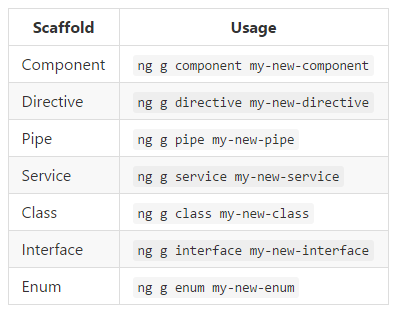 Scaffold Usage
Component ng g component my-new-component
Directive ng g directive my-new-directive
Pipe ng g pipe my-new-pipe
Service ng g service my-new-service
Class ng g class my-new-class
Interface ng g interface my-new-interface
Enum ng g enum my-new-enum